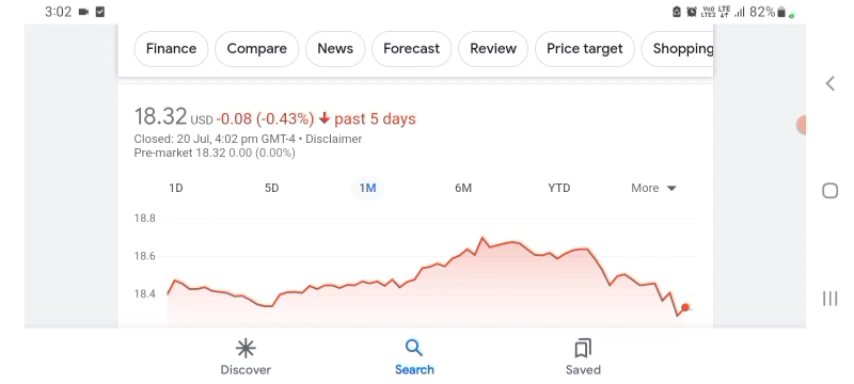 3:02 82%
Finance Compare News Forecast Review Price target Shopping
18.32 USD -0.08 (-0.43%) past 5 days
Closed: 20 Jul, 4:02 pm GMT-4 • Disclaimer
Pre-market 18.32 0.00 (0.00%)
1D 5D 1M 6M YTD More
18.8
18.6
18.4
Discover Search Saved